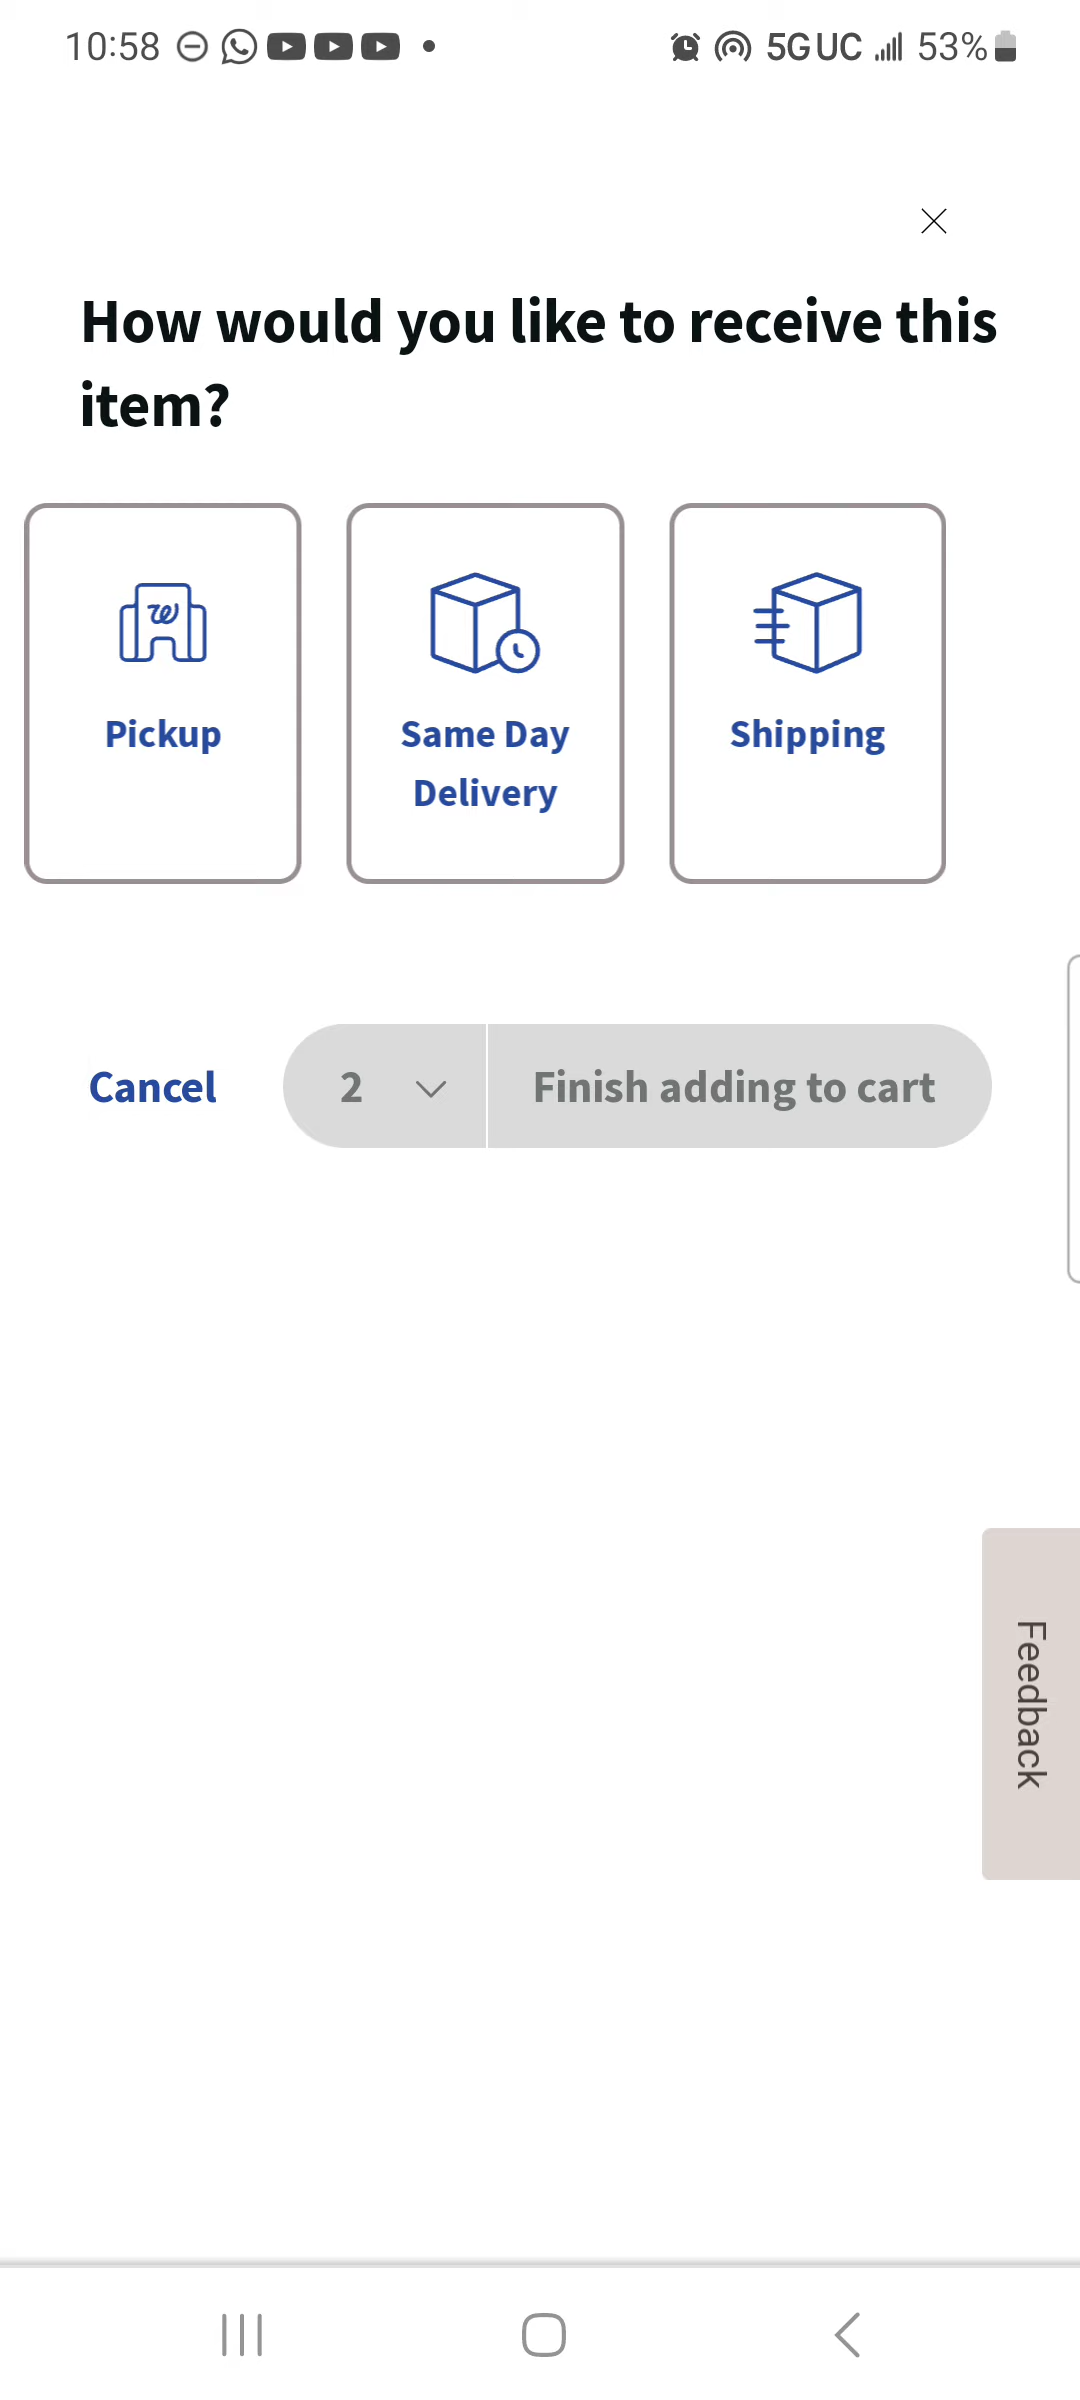 10:58 5G UC 53%
How would you like to receive this
item?
Pickup
Same Day
Delivery
Shipping
Cancel
2
Finish adding to cart
Feedback